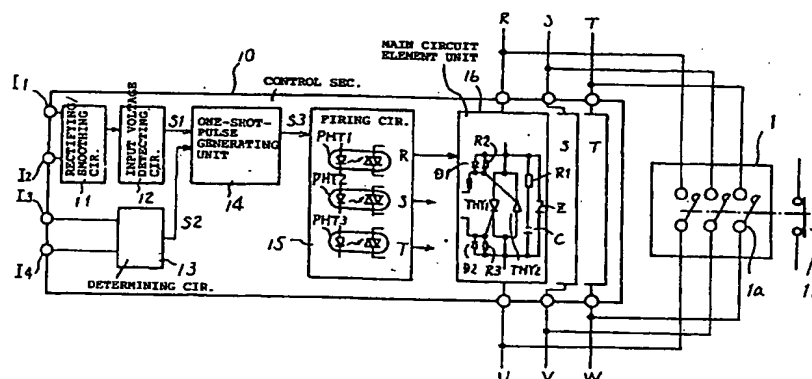 R S T
MAIN CIRCUIT
ELEMENT UNIT
10
CONTROL SEC.
16
I1
RECTIFYING/
SMOOTHING
CIR.
11
INPUT VOLTAGE
DETECTING
CIR.
12
S1
ONE-SHOT-
PULSE
GENERATING
UNIT
14
S3
FIRING CIR.
PHT1
R
PHT2
S
PHT3
T
15
D1
R2
R1
THY1
Z
C
D2
R3
THY2
S
T
1
1a
I2
I3
I4
S2
13
DETERMINING CIR.
U V W